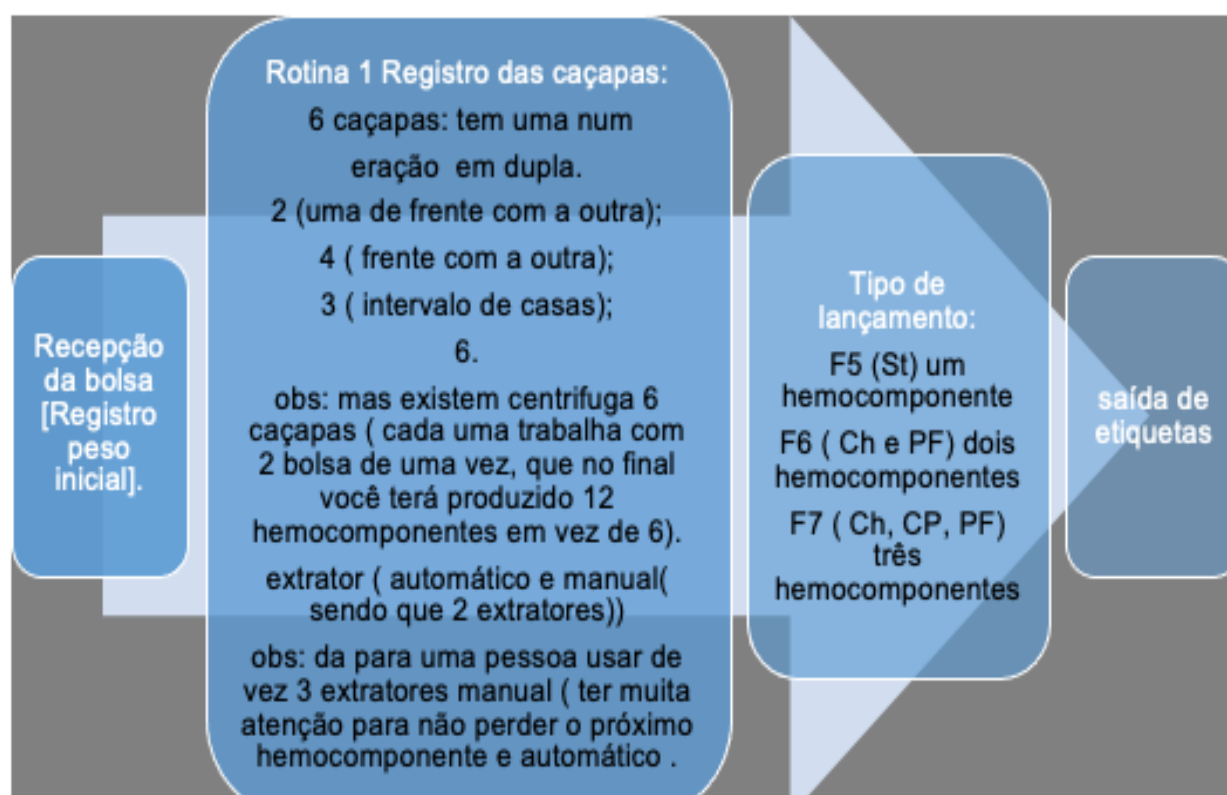 Recepção
da bolsa
[Registro
peso
inicial].
Rotina 1 Registro das caçapas:
6 caçapas: tem uma num
eração em dupla.
2 (uma de frente com a outra);
4 ( frente com a outra);
3 ( intervalo de casas);
6.
obs: mas existem centrifuga 6
caçapas ( cada uma trabalha com
2 bolsa de uma vez, que no final
você terá produzido 12
hemocomponentes em vez de 6).
extrator ( automático e manual(
sendo que 2 extratores))
obs: da para uma pessoa usar de
vez 3 extratores manual ( ter muita
atenção para não perder o próximo
hemocomponente e automático .
Tipo de
lançamento:
F5 (St) um
hemocomponente
F6 ( Ch e PF) dois
hemocomponentes
F7 ( Ch, CP, PF)
três
hemocomponentes
saída de
etiquetas